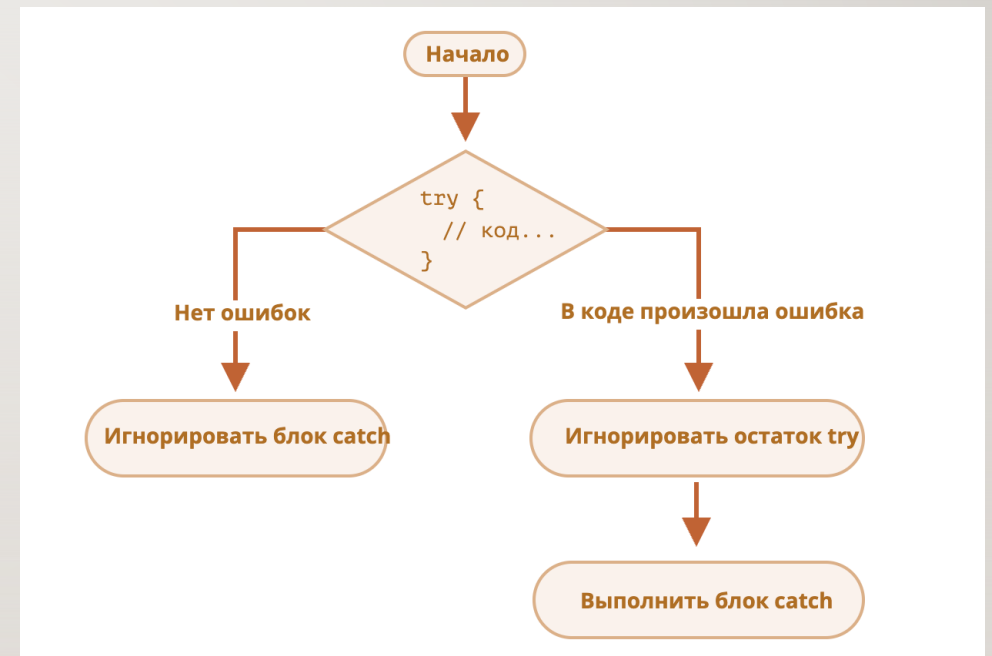 Начало
try {
// код...
}
Нет ошибок
В коде произошла ошибка
Игнорировать блок catch
Игнорировать остаток try
Выполнить блок catch